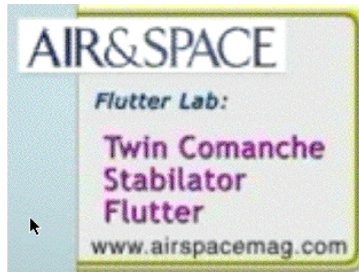 AIR&SPACE
Flutter Lab:
Twin Comanche
Stabilator
Flutter
www.airspacemag.com